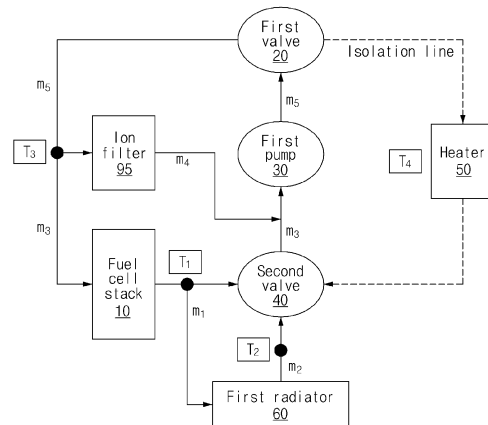 First
valve
20
Isolation line
m5
m5
T3
Ion
filter
95
m4
First
pump
30
T4
Heater
50
m3
m3
Fuel
cell
stack
10
T1
m1
Second
valve
40
T2
m2
First radiator
60